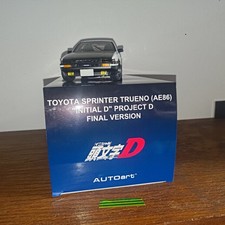 TOYOTA SPRINTER TRUENO (AE86)
"INITIAL D" PROJECT D
FINAL VERSION
頭文字D
AUTOart